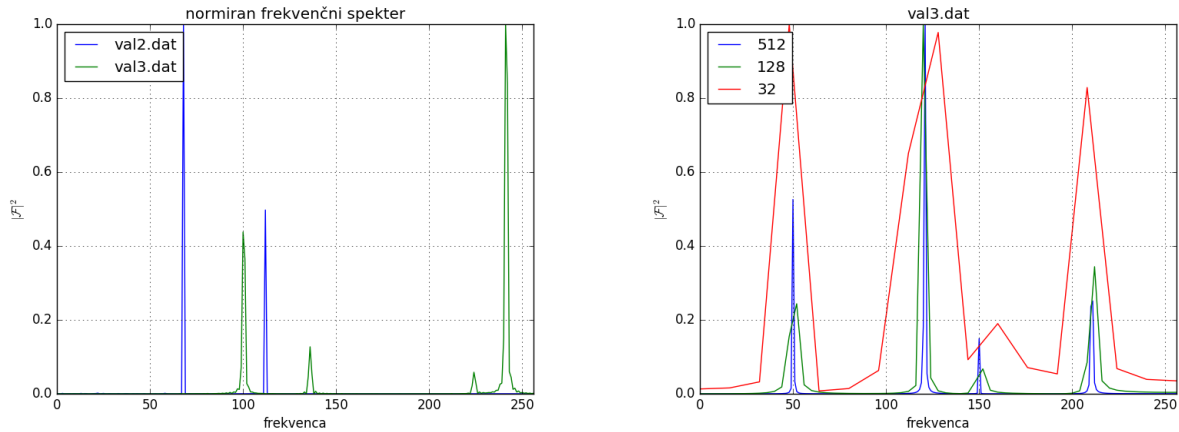 normiran frekvenčni spekter
1.0
0.8
0.6
0.4
0.2
0.0
|ℱ|²
val2.dat
val3.dat
0 50 100 150 200 250
frekvenca
val3.dat
1.0
0.8
0.6
0.4
0.2
0.0
|ℱ|²
512
128
32
0 50 100 150 200 250
frekvenca